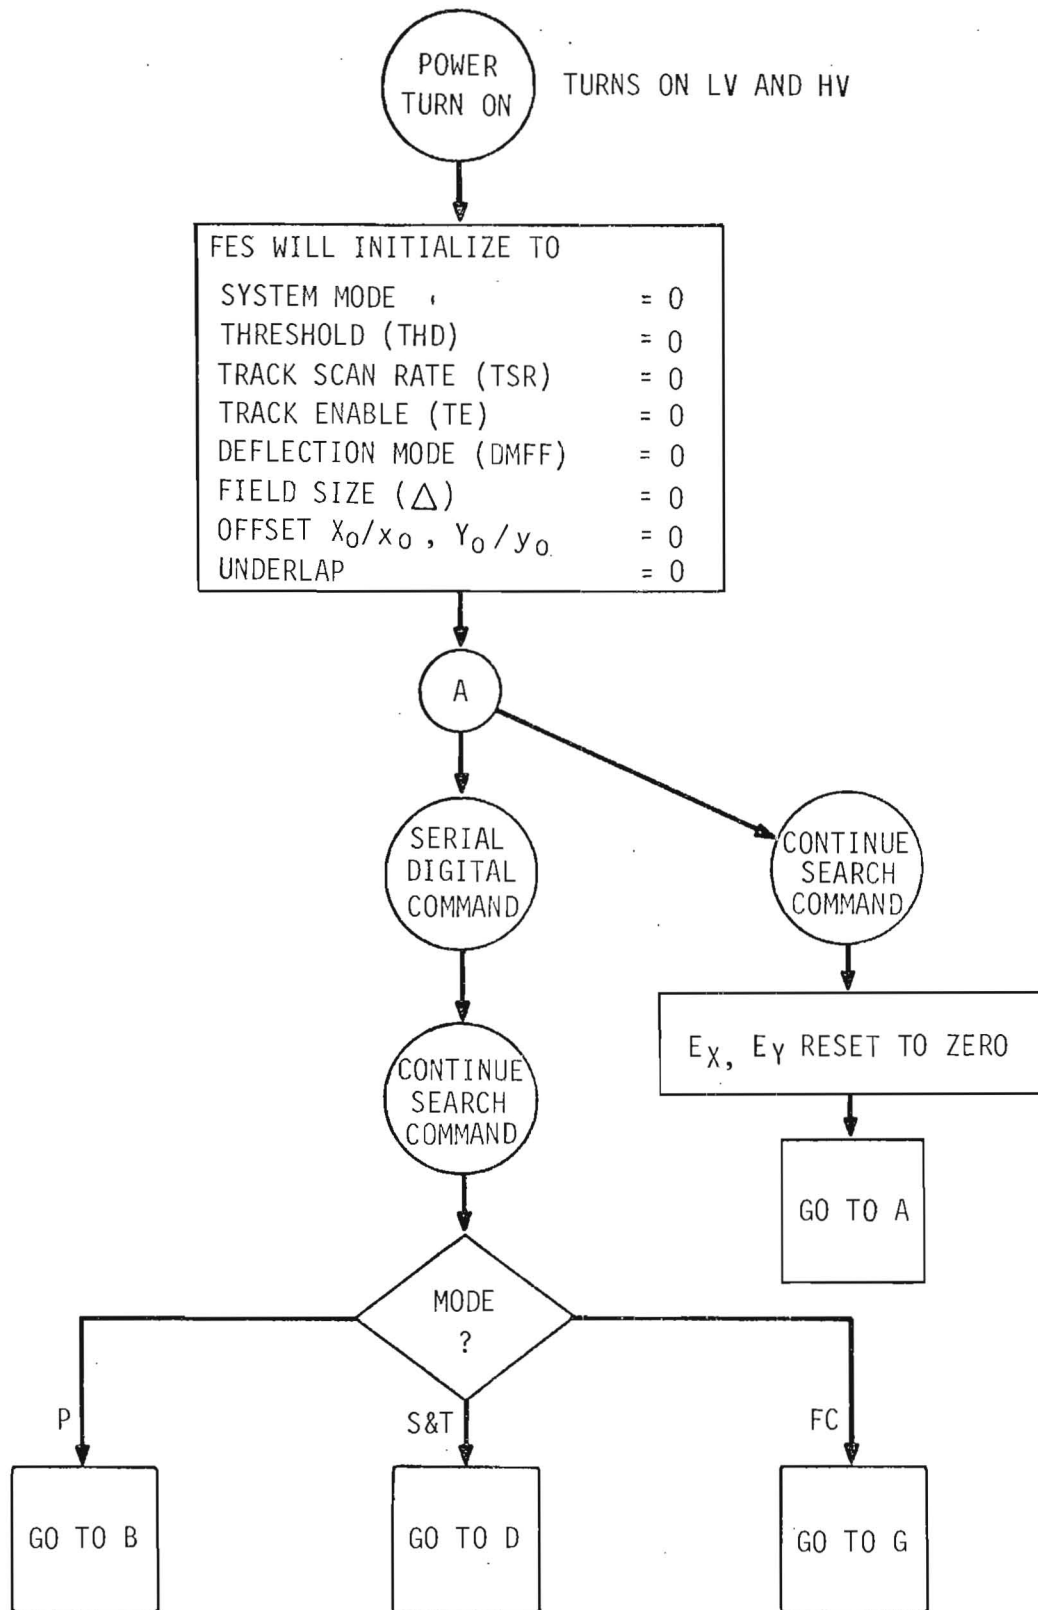 POWER
TURN ON
TURNS ON LV AND HV
FES WILL INITIALIZE TO
SYSTEM MODE = 0
THRESHOLD (THD) = 0
TRACK SCAN RATE (TSR) = 0
TRACK ENABLE (TE) = 0
DEFLECTION MODE (DMFF) = 0
FIELD SIZE (△) = 0
OFFSET X₀/x₀, Y₀/y₀ = 0
UNDERLAP = 0
A
SERIAL
DIGITAL
COMMAND
CONTINUE
SEARCH
COMMAND
CONTINUE
SEARCH
COMMAND
E_X, E_Y RESET TO ZERO
GO TO A
MODE
?
P
S&T
FC
GO TO B
GO TO D
GO TO G